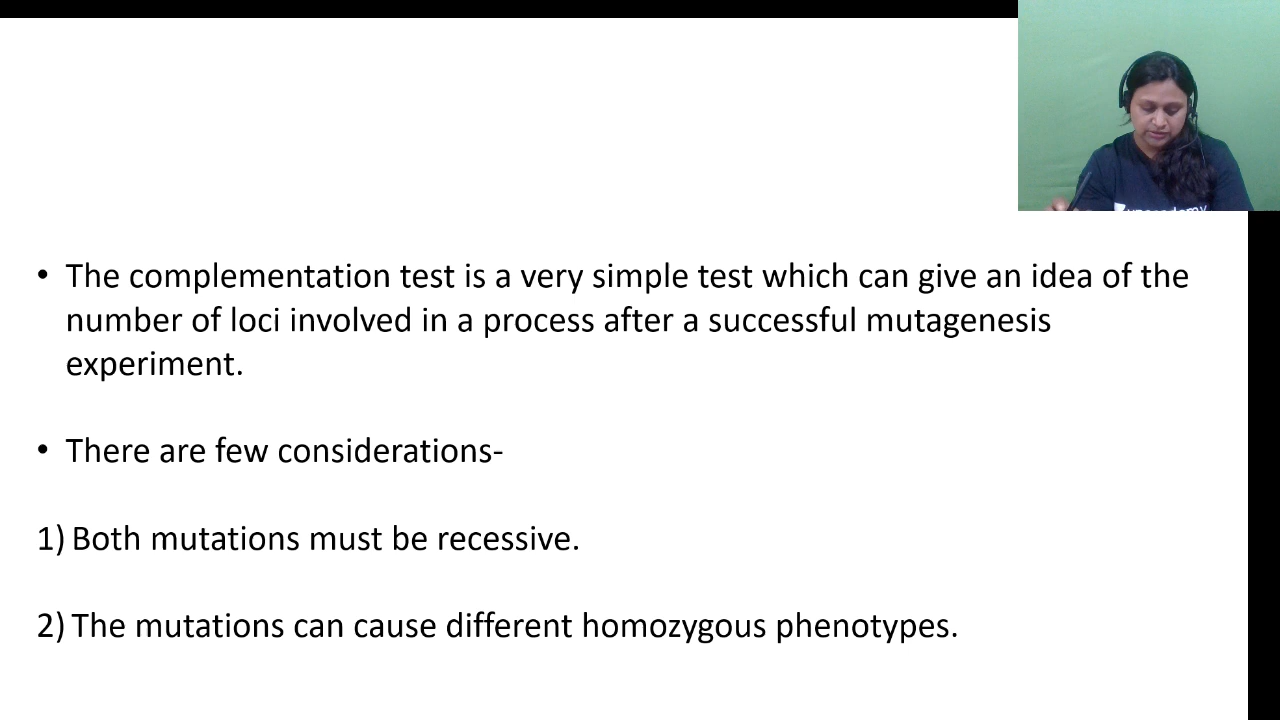 • The complementation test is a very simple test which can give an idea of the
number of loci involved in a process after a successful mutagenesis
experiment.
• There are few considerations-
1) Both mutations must be recessive.
2) The mutations can cause different homozygous phenotypes.